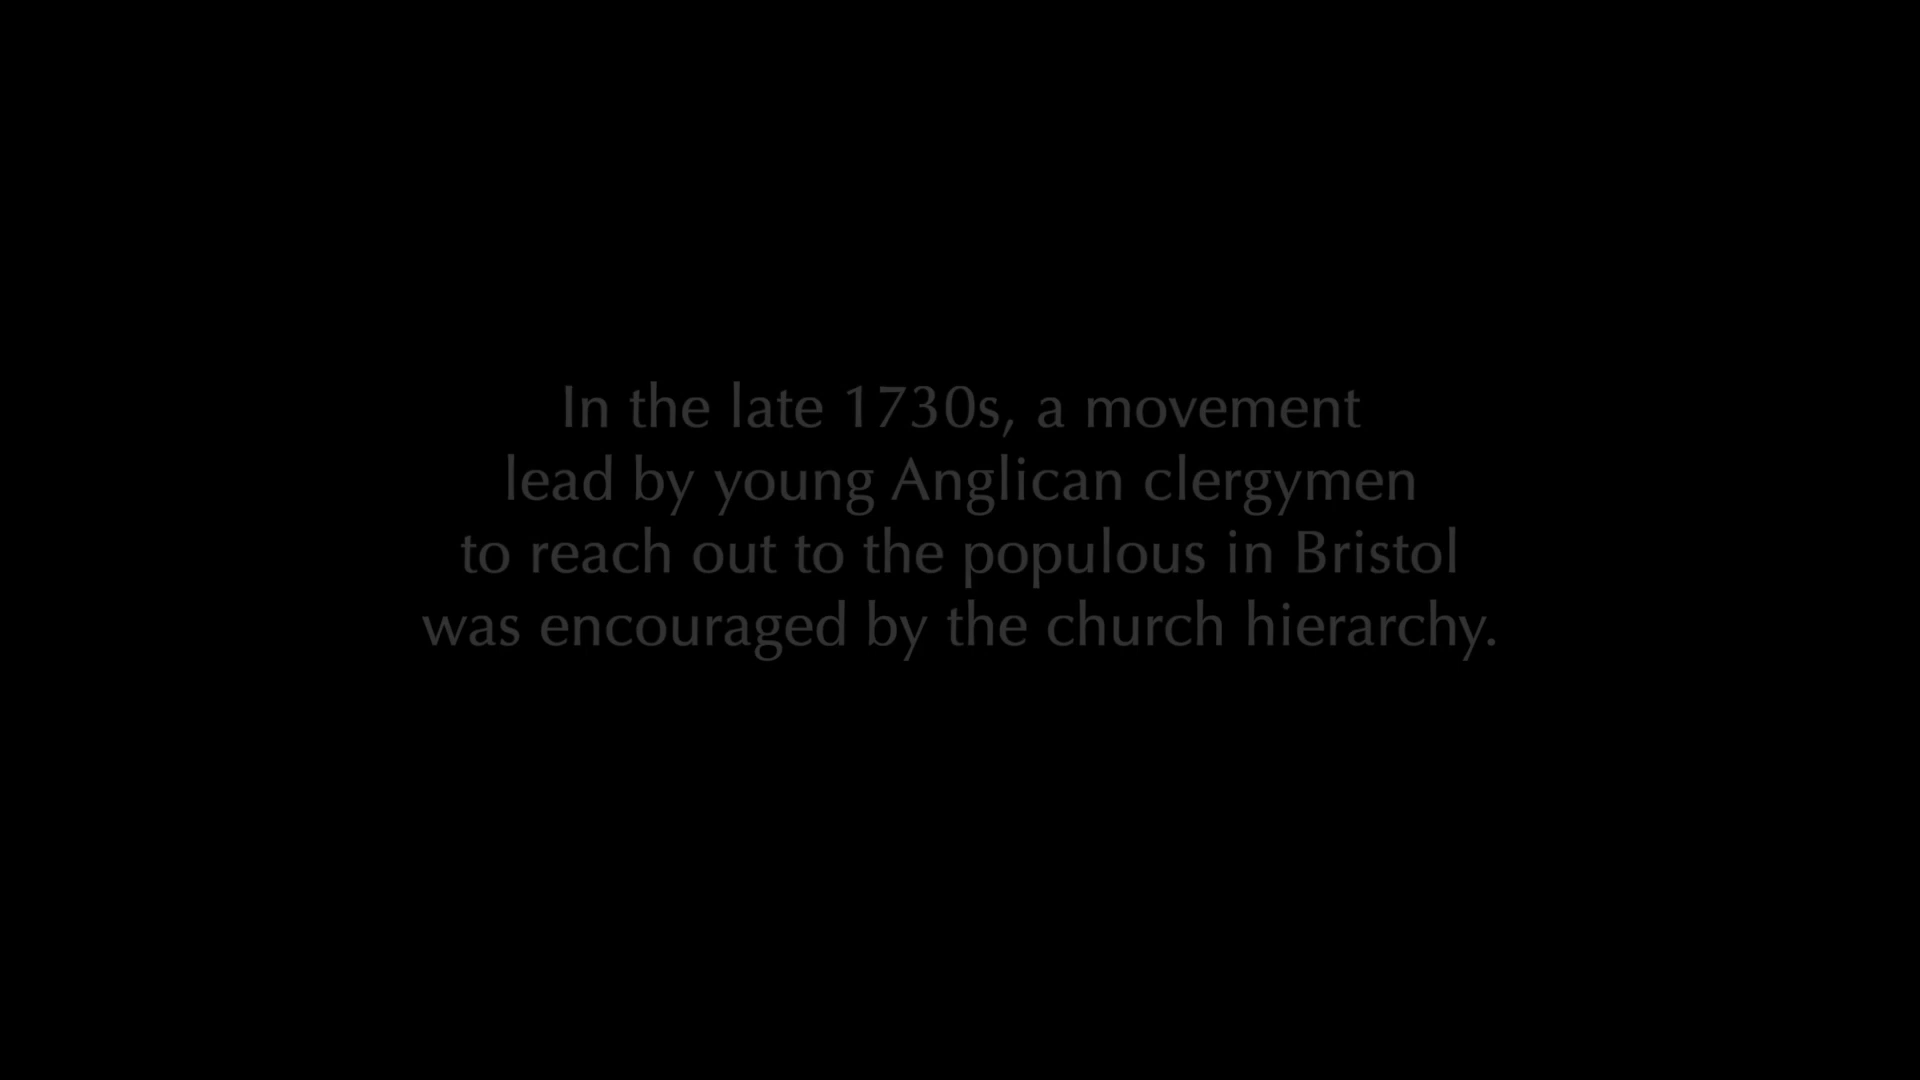 In the late 1730s, a movement
lead by young Anglican clergymen
to reach out to the populous in Bristol
was encouraged by the church hierarchy.